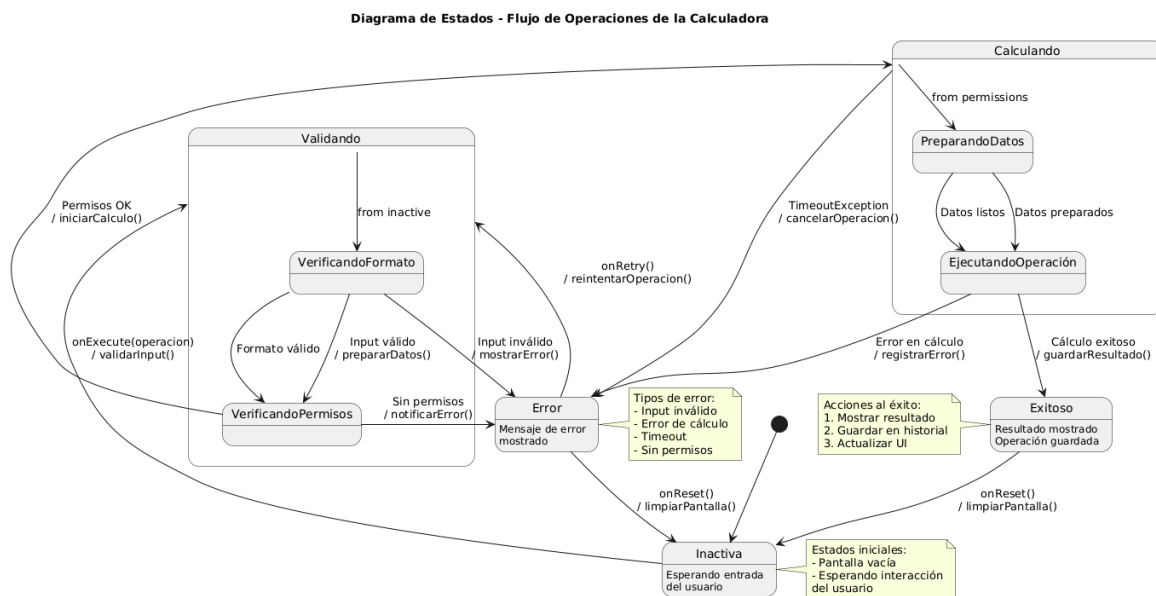 Diagrama de Estados - Flujo de Operaciones de la Calculadora
Calculando
from permissions
PreparandoDatos
Validando
Permisos OK
/ iniciarCalculo()
from inactive
TimeoutException
/ cancelarOperacion()
Datos listos
Datos preparados
VerificandoFormato
onRetry()
/ reintentarOperacion()
EjecutandoOperación
onExecute(operacion)
/ validarInput()
Formato válido
Input válido
/ prepararDatos()
Input inválido
/ mostrarError()
Error en cálculo
/ registrarError()
Cálculo exitoso
/ guardarResultado()
VerificandoPermisos
Sin permisos
/ notificarError()
Error
Mensaje de error
mostrado
Tipos de error:
- Input inválido
- Error de cálculo
- Timeout
- Sin permisos
Acciones al éxito:
1. Mostrar resultado
2. Guardar en historial
3. Actualizar UI
Exitoso
Resultado mostrado
Operación guardada
onReset()
/ limpiarPantalla()
onReset()
/ limpiarPantalla()
Inactiva
Esperando entrada
del usuario
Estados iniciales:
- Pantalla vacía
- Esperando interacción
del usuario